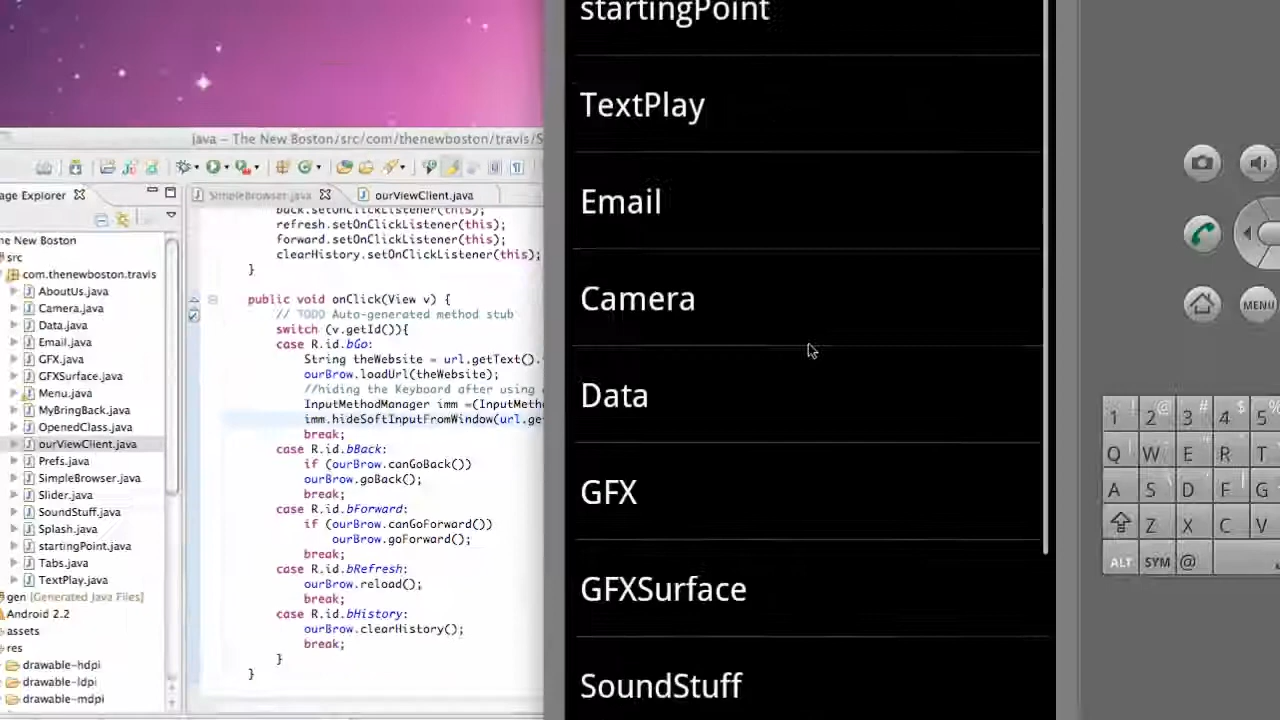 java – The New Boston/src/com/thenewboston/travis/S
age Explorer
SimpleBrowser.java
ourViewClient.java
he New Boston
src
com.thenewboston.travis
AboutUs.java
Camera.java
Data.java
Email.java
GFX.java
GFXSurface.java
Menu.java
MyBringBack.java
OpenedClass.java
ourViewClient.java
Prefs.java
SimpleBrowser.java
Slider.java
SoundStuff.java
Splash.java
startingPoint.java
Tabs.java
TextPlay.java
gen [Generated Java Files]
Android 2.2
assets
res
drawable-hdpi
drawable-ldpi
drawable-mdpi
back.setOnClickListener(this);
refresh.setOnClickListener(this);
forward.setOnClickListener(this);
clearHistory.setOnClickListener(this);
}
public void onClick(View v) {
// TODO Auto-generated method stub
switch (v.getId()){
case R.id.bGo:
String theWebsite = url.getText().
ourBrow.loadUrl(theWebsite);
//hiding the Keyboard after using
InputMethodManager imm =(InputMetho
imm.hideSoftInputFromWindow(url.ge
break;
case R.id.bBack:
if (ourBrow.canGoBack())
ourBrow.goBack();
break;
case R.id.bForward:
if (ourBrow.canGoForward())
ourBrow.goForward();
break;
case R.id.bRefresh:
ourBrow.reload();
break;
case R.id.bHistory:
ourBrow.clearHistory();
break;
}
}
startingPoint
TextPlay
Email
Camera
Data
GFX
GFXSurface
SoundStuff
MENU
1 ! 2 @ 3 # 4 $ 5 %
Q W E R T
A S D F G
Z X C V
ALT SYM @